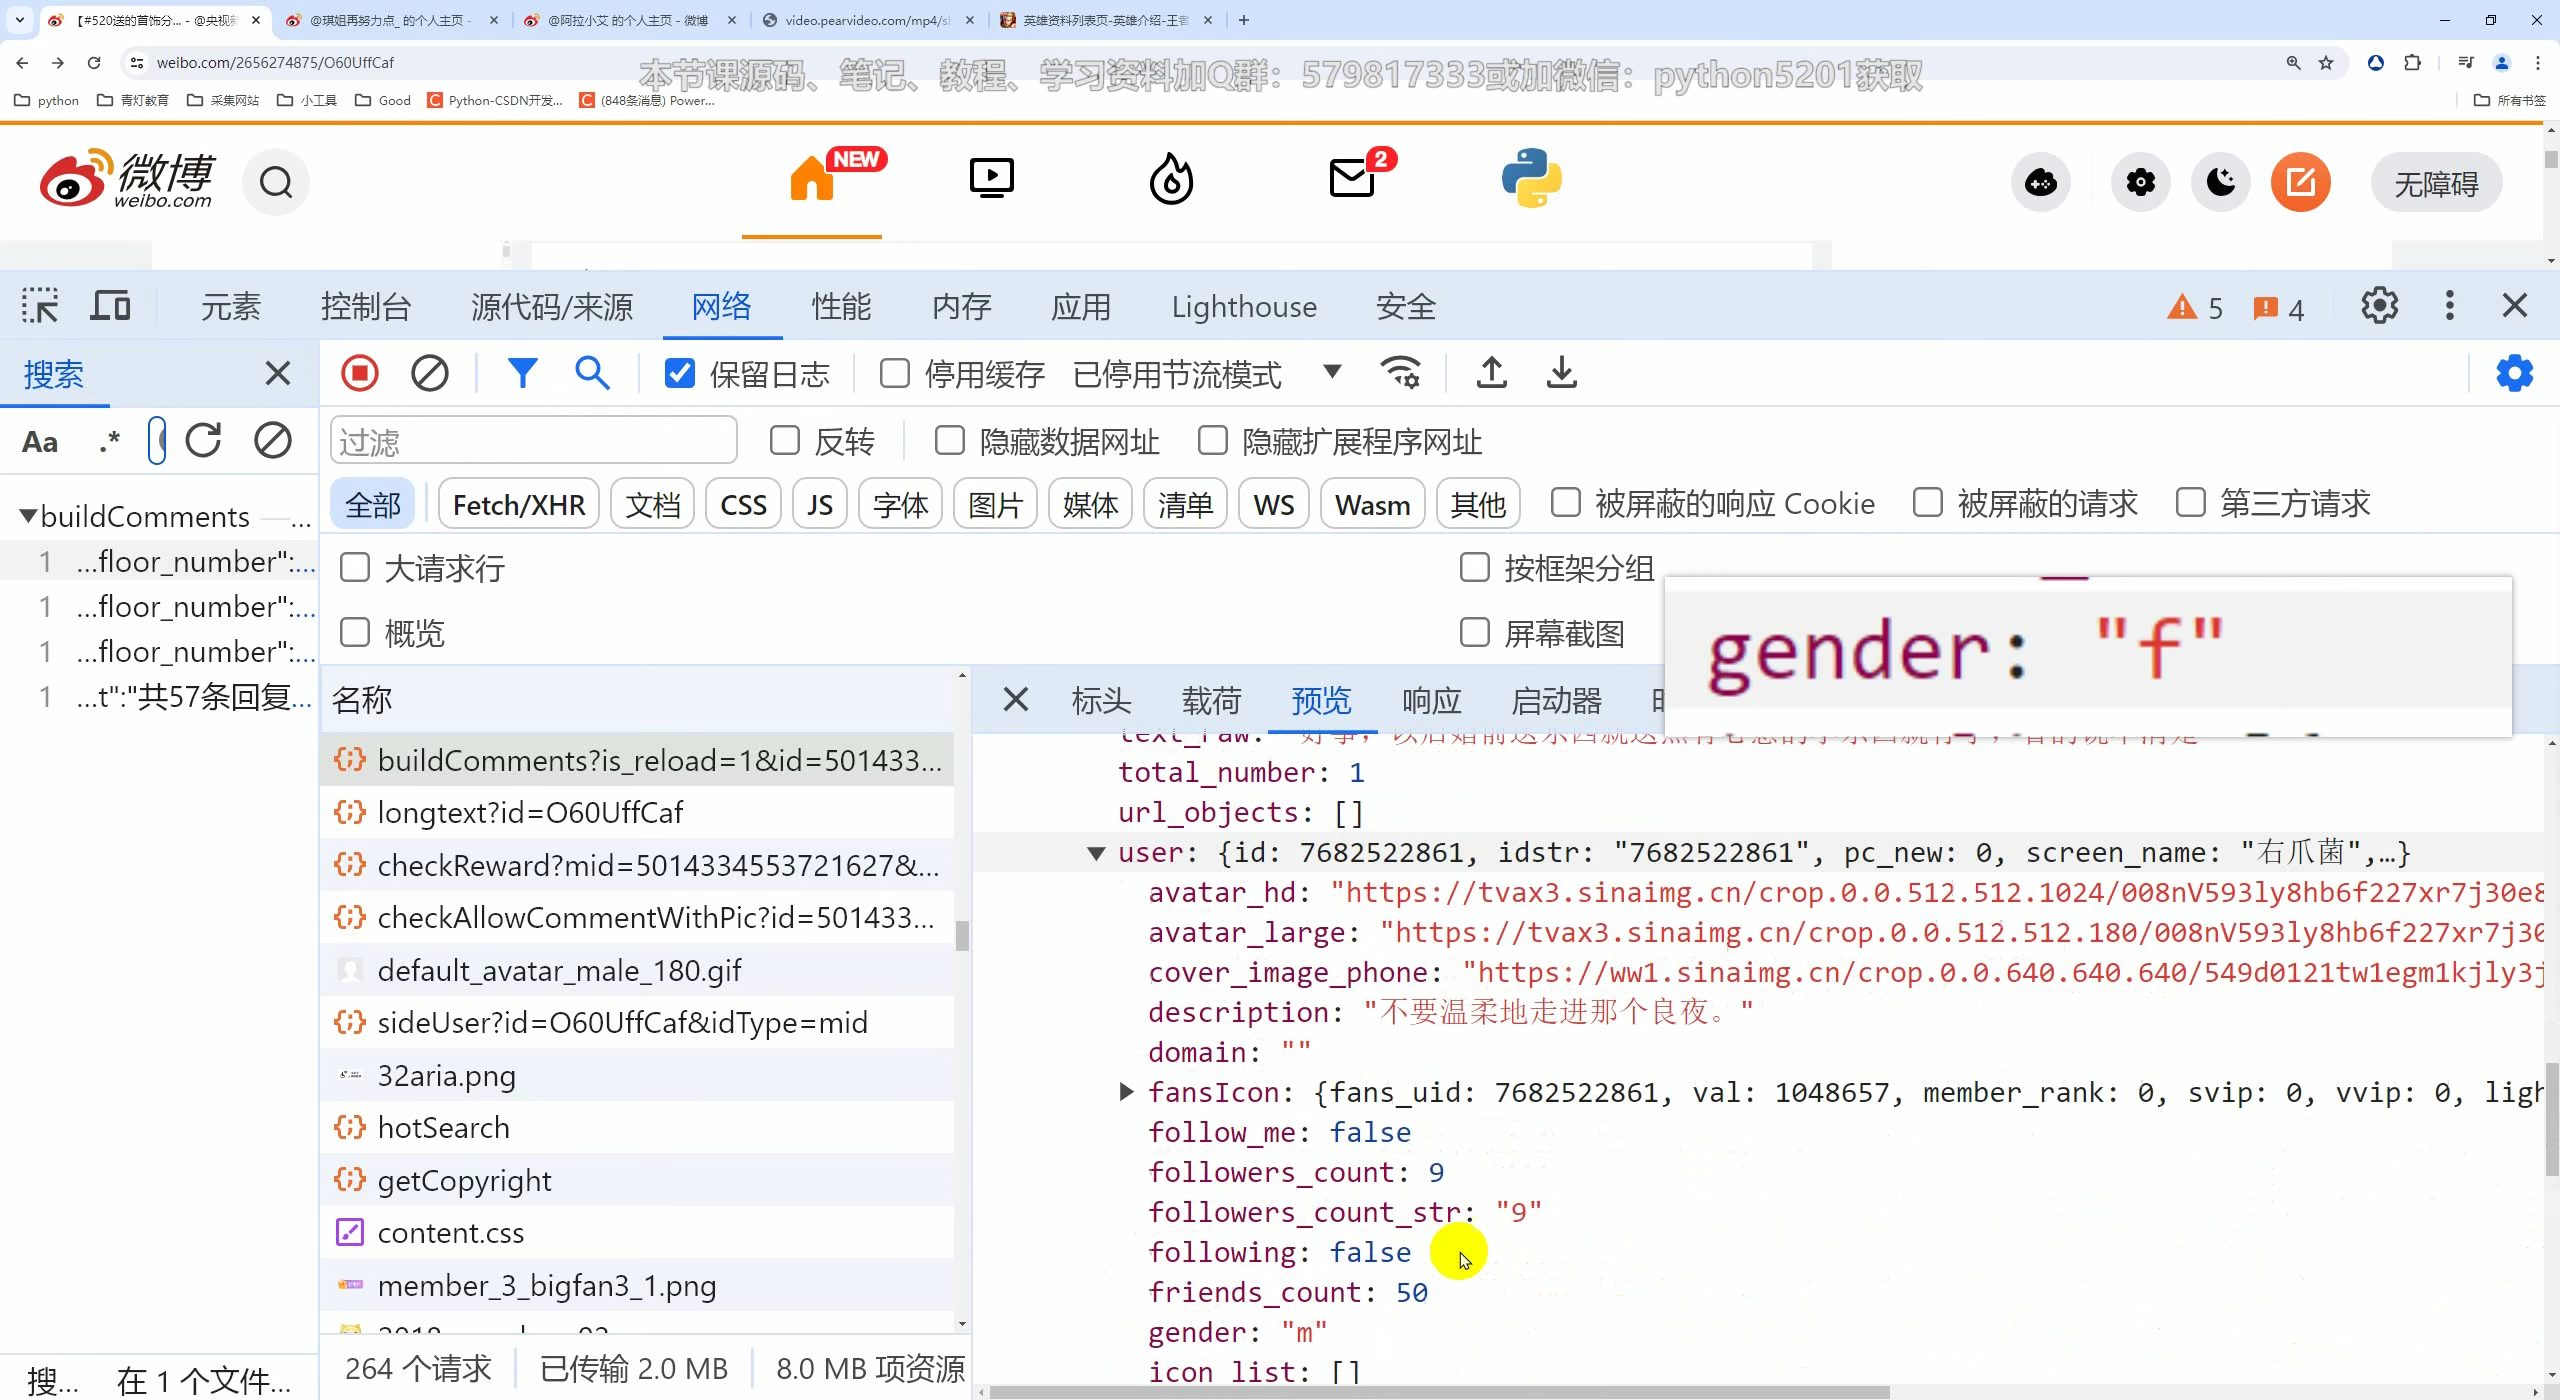 【#520送的首饰分... - @央视新
@琪姐再努力点_ 的个人主页 -
@阿拉小艾 的个人主页 - 微博
video.pearvideo.com/mp4/sh
英雄资料列表页-英雄介绍-王者
weibo.com/2656274875/O60UffCaf
本节课源码、笔记、教程、学习资料加Q群：579817333或加微信：python5201获取
python
青灯教育
采集网站
小工具
Good
Python-CSDN开发...
(848条消息) Power...
所有书签
微博
weibo.com
NEW
2
无障碍
元素
控制台
源代码/来源
网络
性能
内存
应用
Lighthouse
安全
5
4
搜索
保留日志
停用缓存
已停用节流模式
Aa
.*
过滤
反转
隐藏数据网址
隐藏扩展程序网址
全部
Fetch/XHR
文档
CSS
JS
字体
图片
媒体
清单
WS
Wasm
其他
被屏蔽的响应 Cookie
被屏蔽的请求
第三方请求
▼buildComments —...
1 ...floor_number":...
1 ...floor_number":...
1 ...floor_number":...
1 ...t":"共57条回复...
大请求行
按框架分组
概览
屏幕截图
gender: "f"
名称
标头
载荷
预览
响应
启动器
buildComments?is_reload=1&id=501433...
longtext?id=O60UffCaf
checkReward?mid=5014334553721627&...
checkAllowCommentWithPic?id=501433...
default_avatar_male_180.gif
sideUser?id=O60UffCaf&idType=mid
32aria.png
hotSearch
getCopyright
content.css
member_3_bigfan3_1.png
total_number: 1
url_objects: []
user: {id: 7682522861, idstr: "7682522861", pc_new: 0, screen_name: "右爪菌",…}
avatar_hd: "https://tvax3.sinaimg.cn/crop.0.0.512.512.1024/008nV593ly8hb6f227xr7j30e8
avatar_large: "https://tvax3.sinaimg.cn/crop.0.0.512.512.180/008nV593ly8hb6f227xr7j30
cover_image_phone: "https://ww1.sinaimg.cn/crop.0.0.640.640.640/549d0121tw1egm1kjly3j
description: "不要温柔地走进那个良夜。"
domain: ""
fansIcon: {fans_uid: 7682522861, val: 1048657, member_rank: 0, svip: 0, vvip: 0, ligh
follow_me: false
followers_count: 9
followers_count_str: "9"
following: false
friends_count: 50
gender: "m"
icon_list: []
264 个请求
已传输 2.0 MB
8.0 MB 项资源
搜...
在 1 个文件...